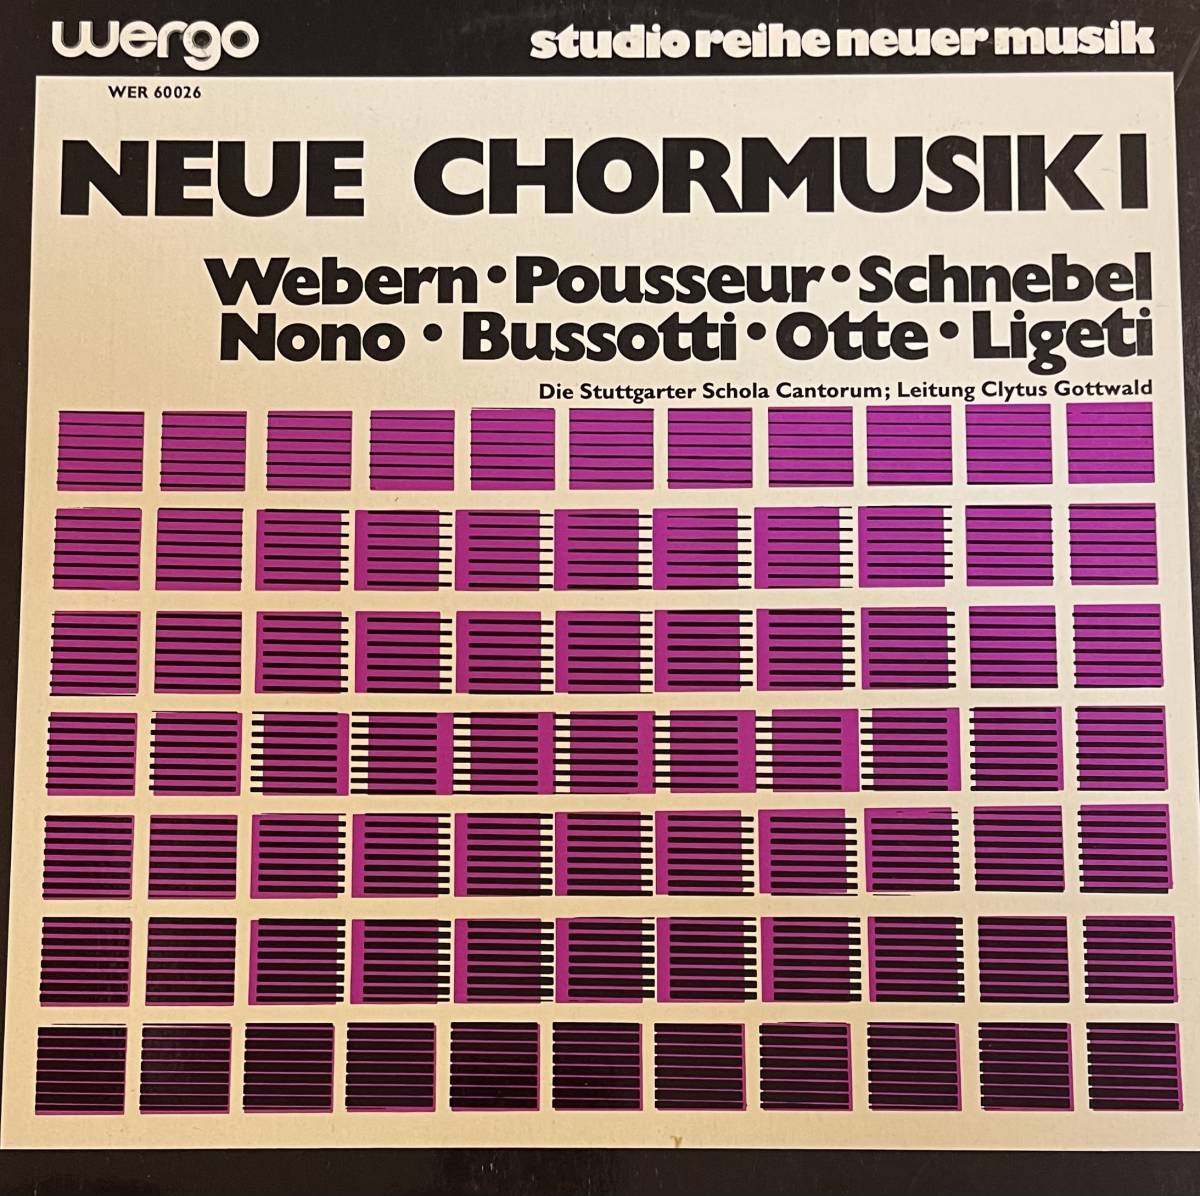 wergo
studio reihe neuer musik
WER 60026
NEUE CHORMUSIK I
Webern • Pousseur • Schnebel
Nono • Bussotti • Otte • Ligeti
Die Stuttgarter Schola Cantorum; Leitung Clytus Gottwald